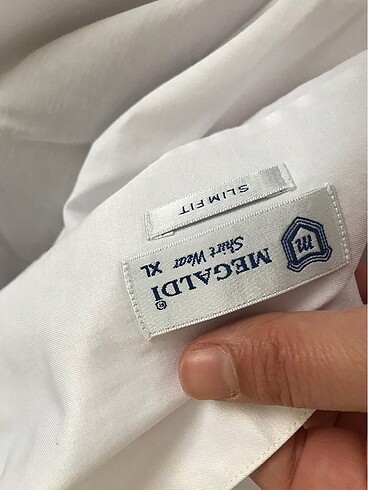 m
MEGALDI®
Shirt Wear XL
SLIM FIT